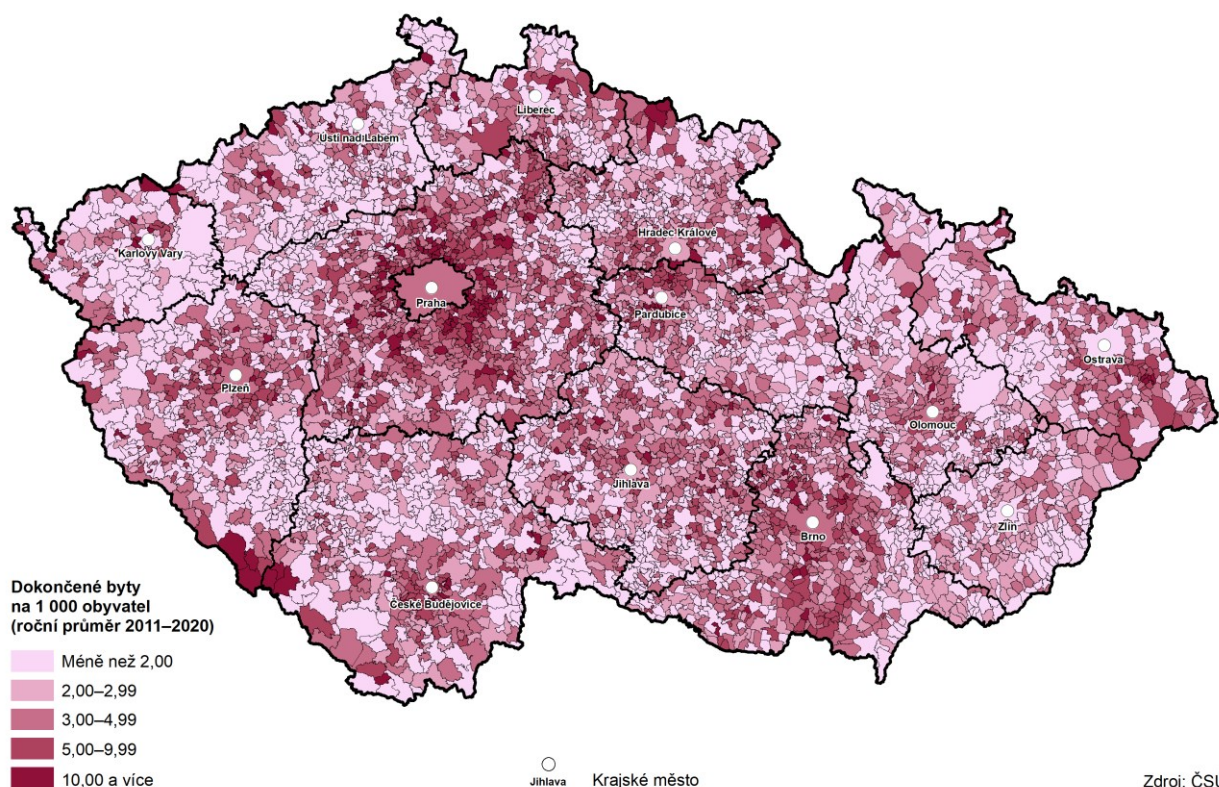 Liberec
Ústí nad Labem
Karlovy Vary
Hradec Králové
Praha
Pardubice
Ostrava
Plzeň
Olomouc
Jihlava
Zlín
Brno
České Budějovice
Dokončené byty
na 1 000 obyvatel
(roční průměr 2011–2020)
Méně než 2,00
2,00–2,99
3,00–4,99
5,00–9,99
10,00 a více
Jihlava Krajské město
Zdroj: ČSÚ